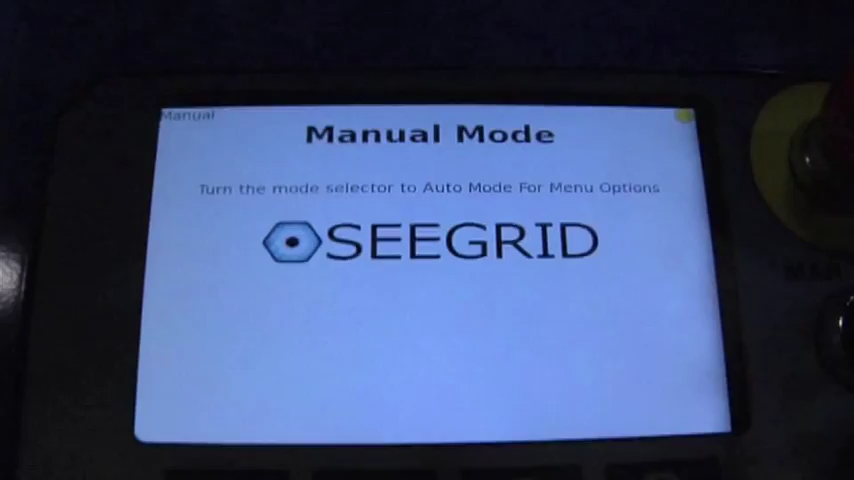 Manual
Manual Mode
Turn the mode selector to Auto Mode For Menu Options
SEEGRID